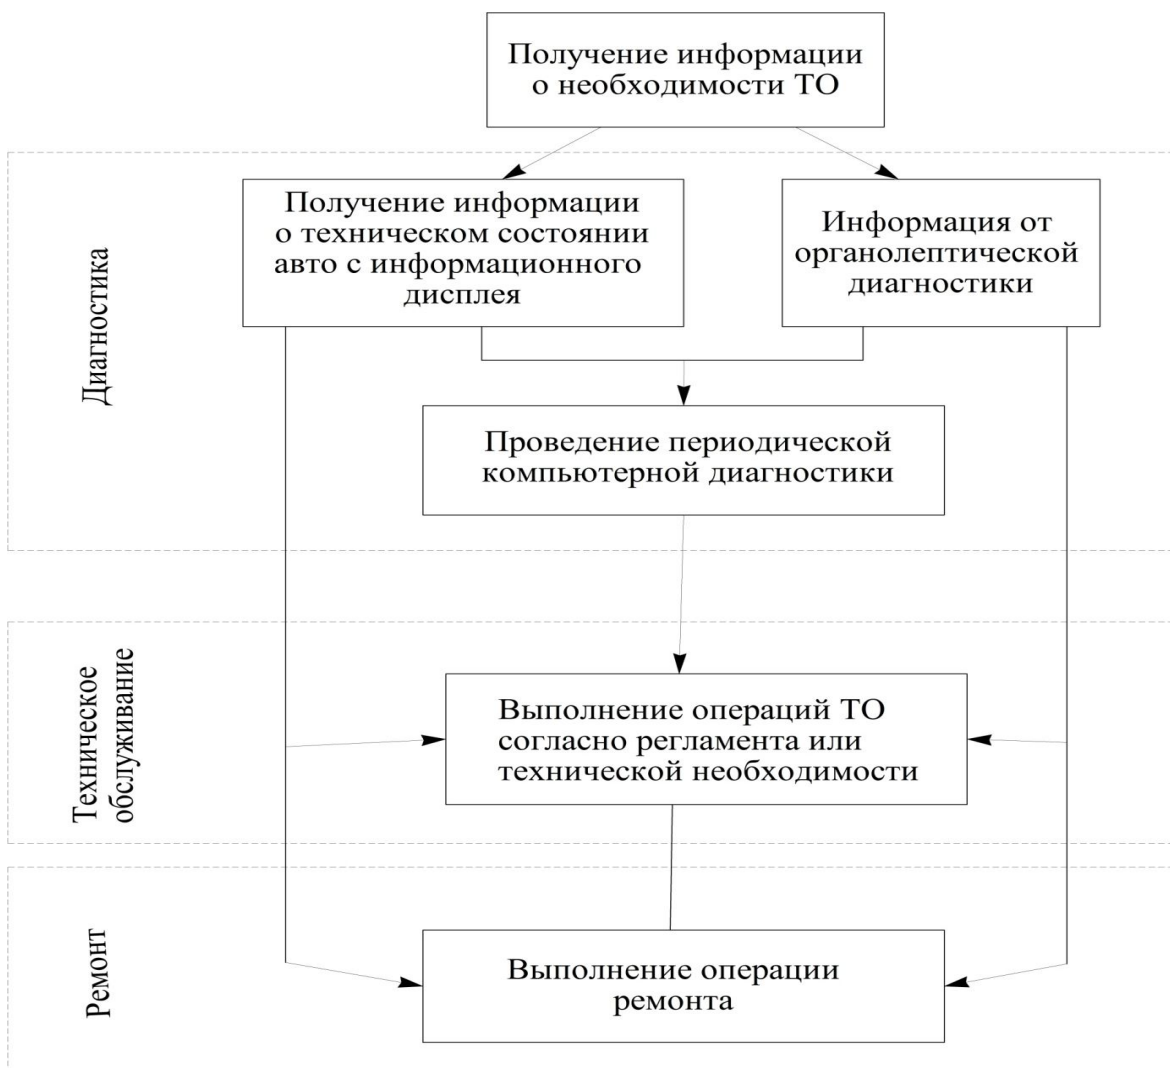 Получение информации
о необходимости ТО
Диагностика
Получение информации
о техническом состоянии
авто с информационного
дисплея
Информация от
органолептической
диагностики
Проведение периодической
компьютерной диагностики
Техническое
обслуживание
Выполнение операций ТО
согласно регламента или
технической необходимости
Ремонт
Выполнение операции
ремонта